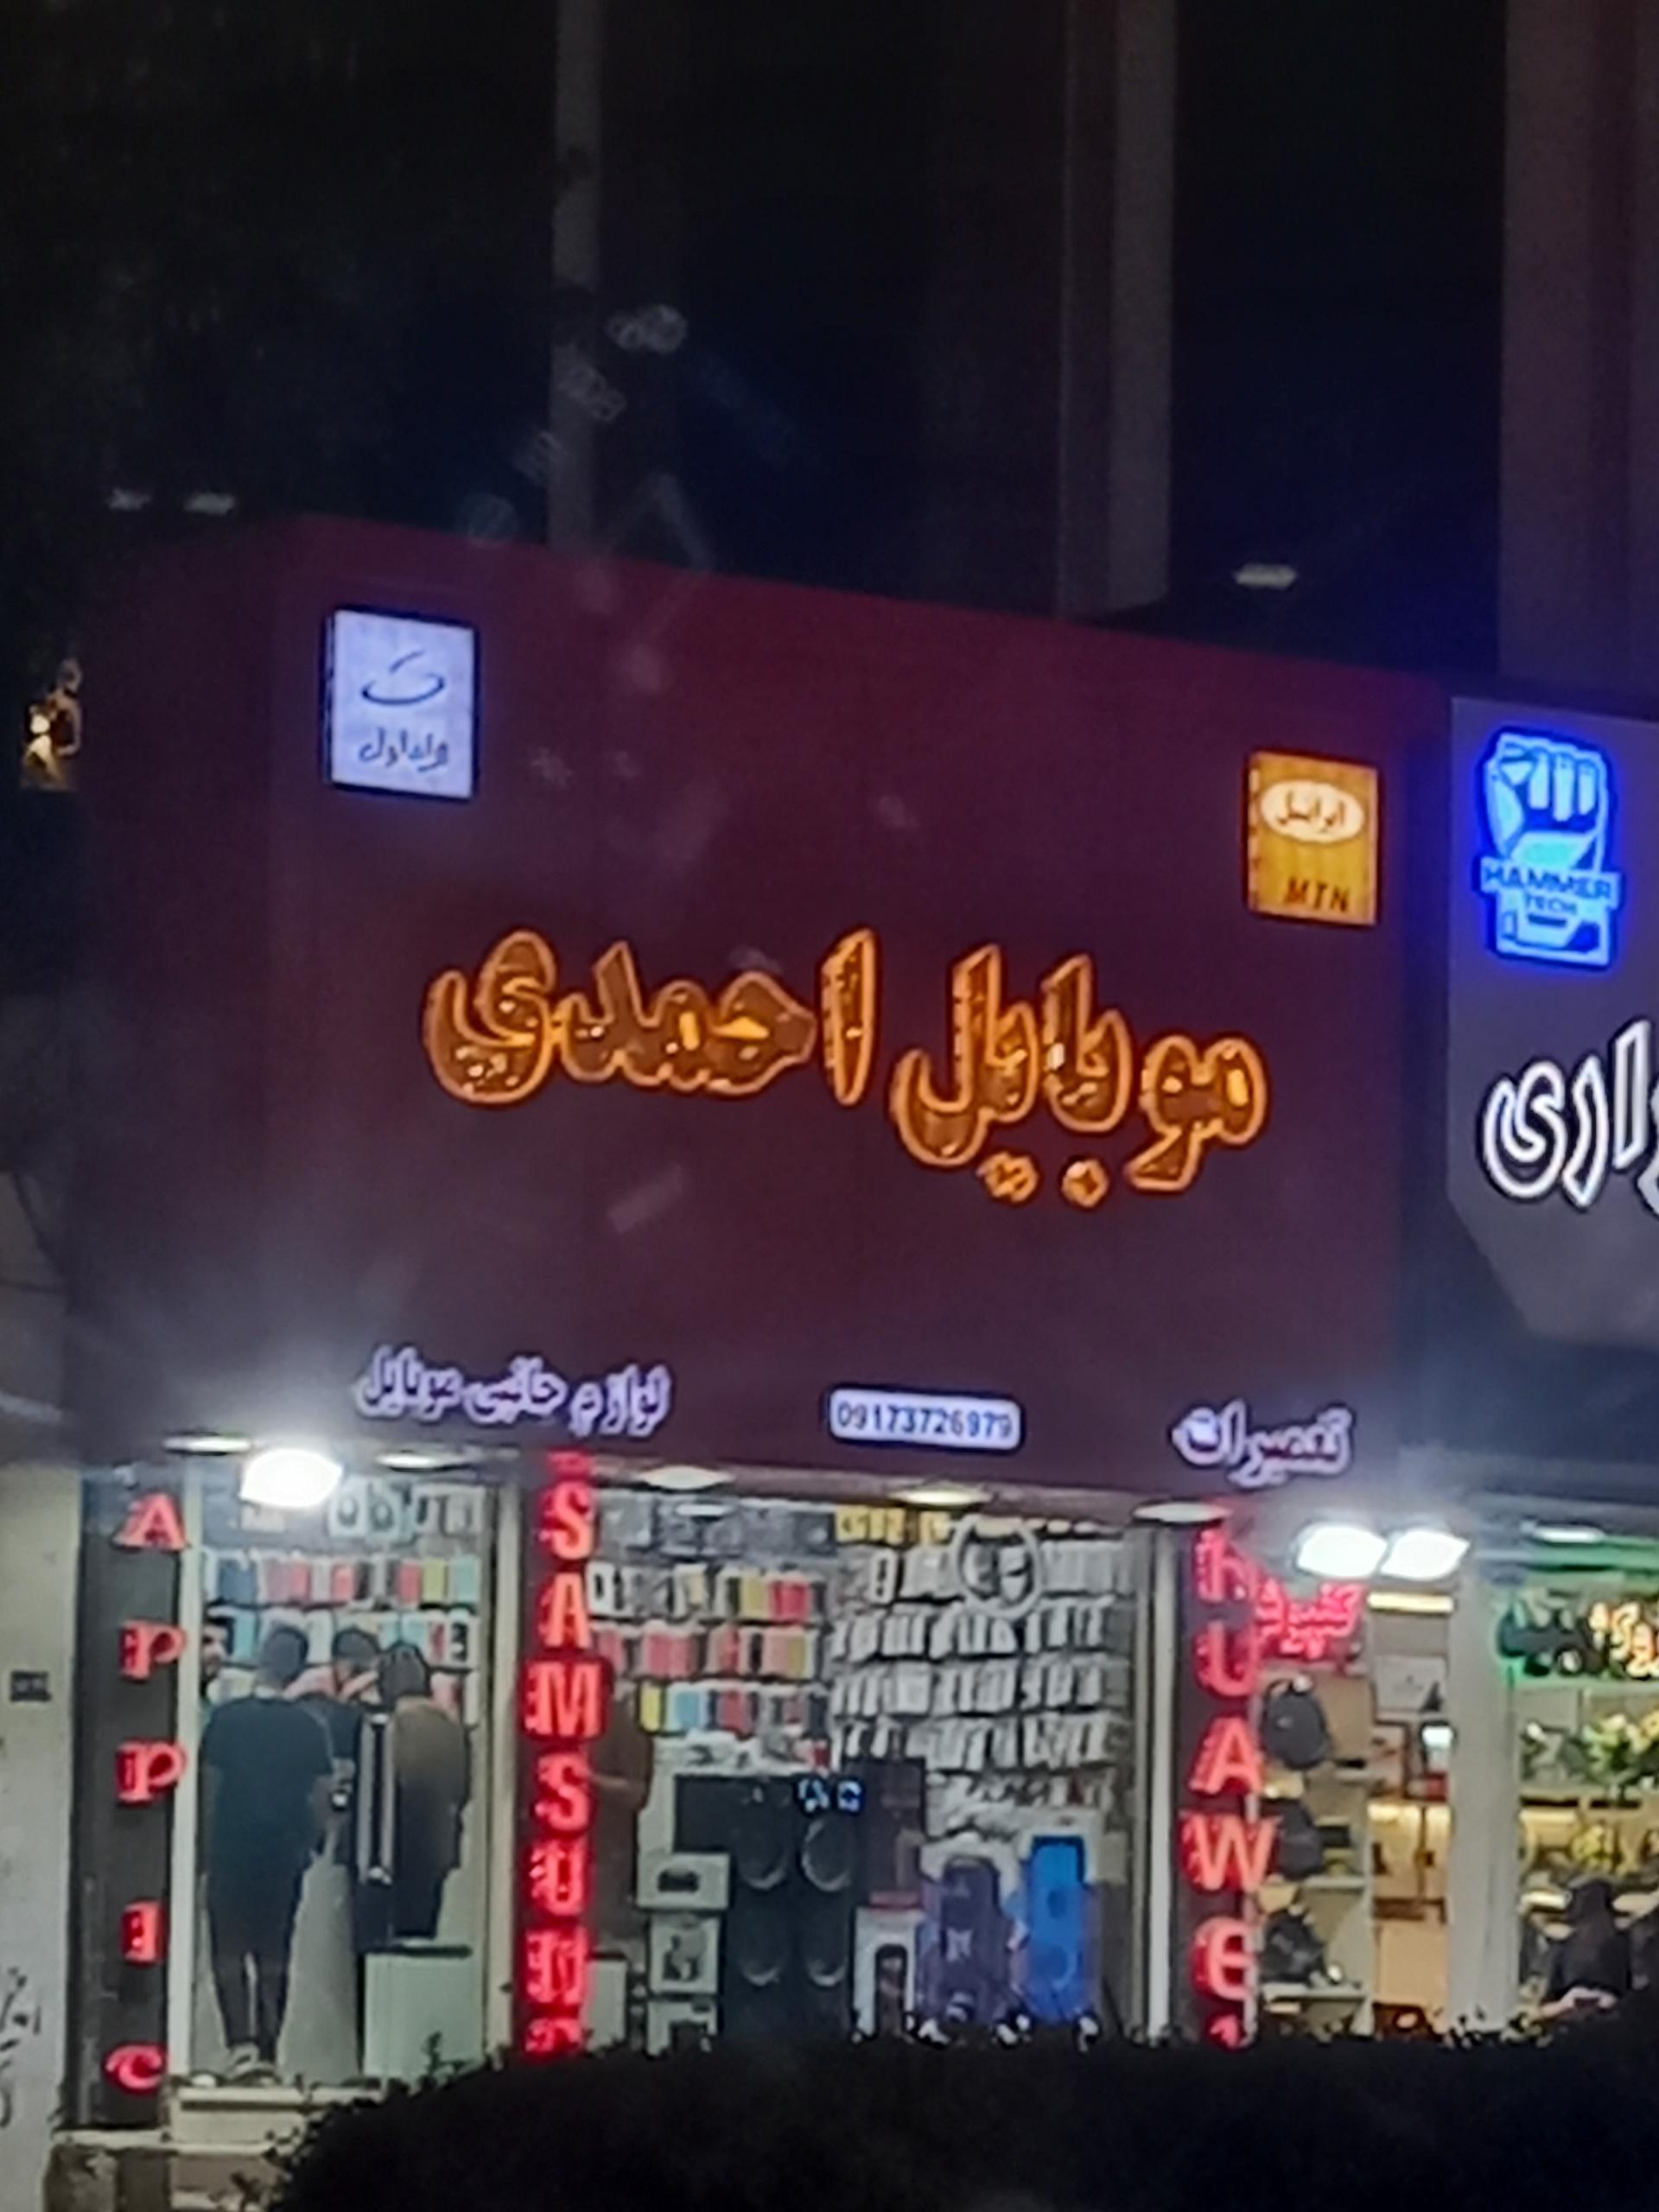 همراه اول
ایرانسل
MTN
HAMMER
TECH
موبایل احمدی
لوازم جانبی موبایل
09173726979
تعمیرات
APPle
SAMSUNG
HUAWei